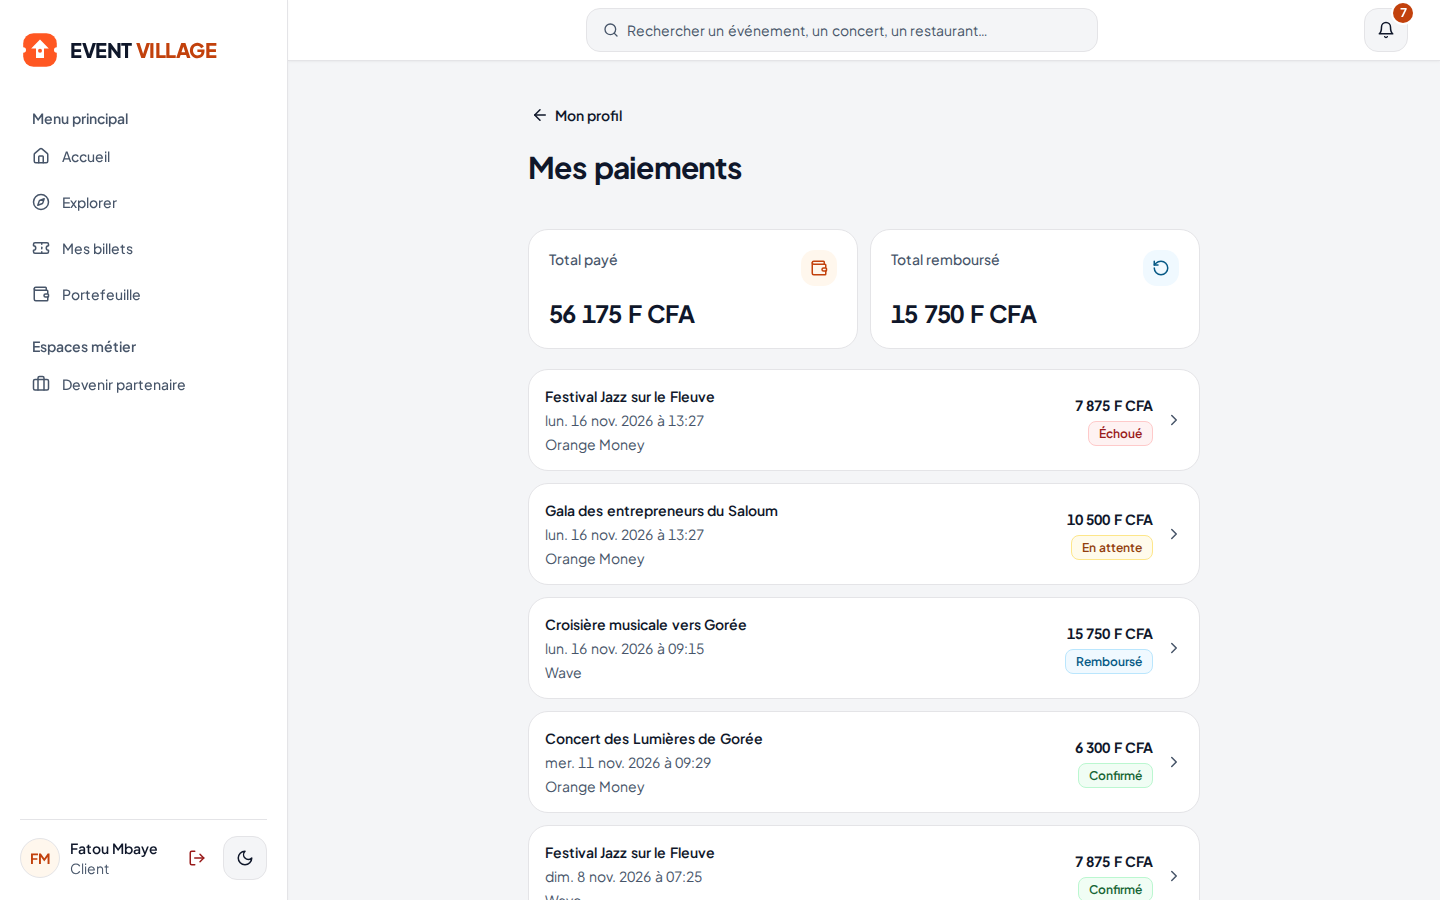 EVENT VILLAGE
Rechercher un événement, un concert, un restaurant...
7
Menu principal
Accueil
Explorer
Mes billets
Portefeuille
Espaces métier
Devenir partenaire
FM
Fatou Mbaye
Client
Mon profil
Mes paiements
Total payé
56 175 F CFA
Total remboursé
15 750 F CFA
Festival Jazz sur le Fleuve
lun. 16 nov. 2026 à 13:27
Orange Money
7 875 F CFA
Échoué
Gala des entrepreneurs du Saloum
lun. 16 nov. 2026 à 13:27
Orange Money
10 500 F CFA
En attente
Croisière musicale vers Gorée
lun. 16 nov. 2026 à 09:15
Wave
15 750 F CFA
Remboursé
Concert des Lumières de Gorée
mer. 11 nov. 2026 à 09:29
Orange Money
6 300 F CFA
Confirmé
Festival Jazz sur le Fleuve
dim. 8 nov. 2026 à 07:25
Wave
7 875 F CFA
Confirmé